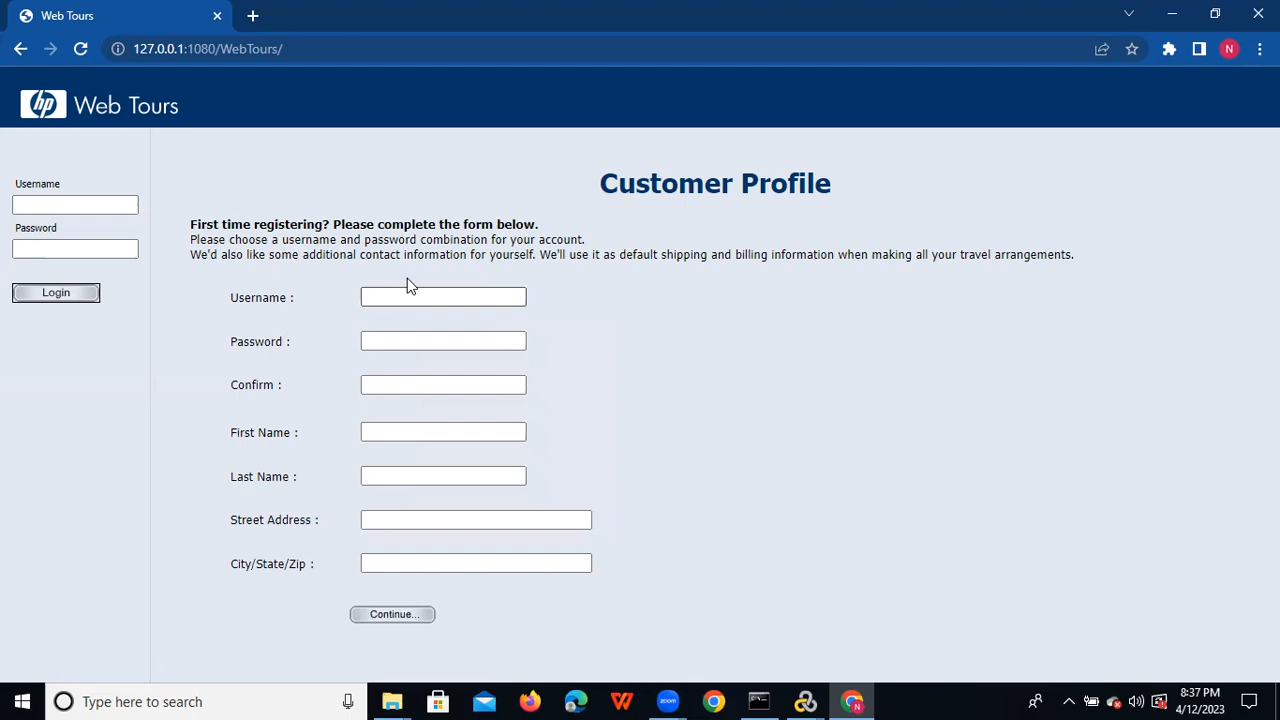 Web Tours
127.0.0.1:1080/WebTours/
N
hp Web Tours
Username
Password
Login
Customer Profile
First time registering? Please complete the form below.
Please choose a username and password combination for your account.
We'd also like some additional contact information for yourself. We'll use it as default shipping and billing information when making all your travel arrangements.
Username :
Password :
Confirm :
First Name :
Last Name :
Street Address :
City/State/Zip :
Continue...
Type here to search
zoom
N
8:37 PM
4/12/2023